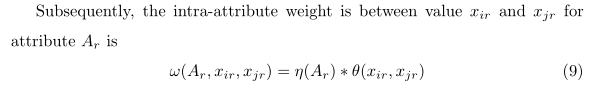 Subsequently, the intra-attribute weight is between value x_{ir} and x_{jr} for
attribute A_r is
ω(A_r, x_{ir}, x_{jr}) = η(A_r) ∗ θ(x_{ir}, x_{jr}) (9)